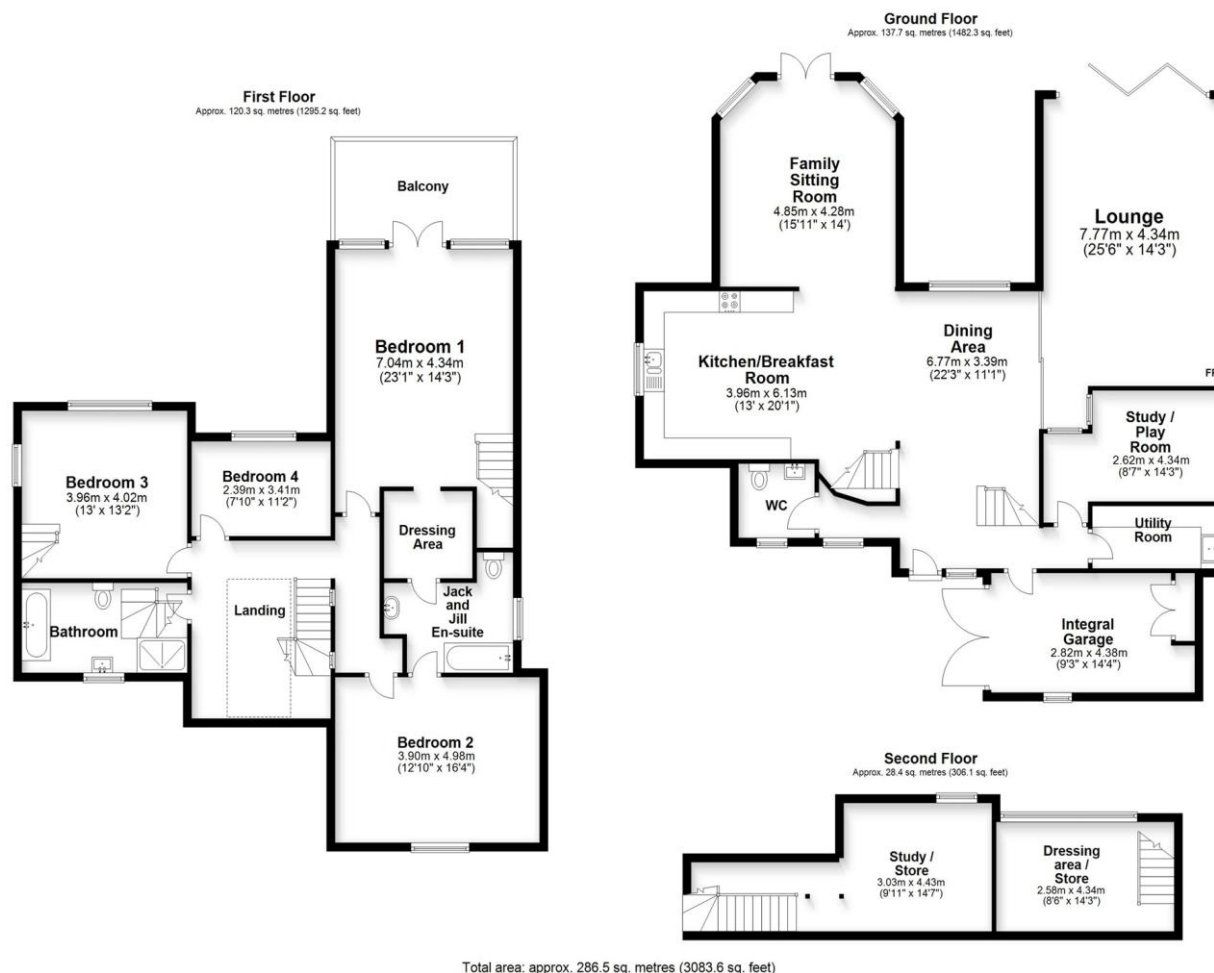 First Floor
Approx. 120.3 sq. metres (1295.2 sq. feet)
Balcony
Bedroom 1
7.04m x 4.34m
(23'1" x 14'3")
Bedroom 3
3.96m x 4.02m
(13' x 13'2")
Bedroom 4
2.39m x 3.41m
(7'10" x 11'2")
Dressing
Area
Landing
Bathroom
Jack
and
Jill
En-suite
Bedroom 2
3.90m x 4.98m
(12'10" x 16'4")
Ground Floor
Approx. 137.7 sq. metres (1482.3 sq. feet)
Family
Sitting
Room
4.85m x 4.28m
(15'11" x 14')
Lounge
7.77m x 4.34m
(25'6" x 14'3")
Dining
Area
6.77m x 3.39m
(22'3" x 11'1")
Kitchen/Breakfast
Room
3.96m x 6.13m
(13' x 20'1")
FP
Study /
Play
Room
2.62m x 4.34m
(8'7" x 14'3")
WC
Utility
Room
Integral
Garage
2.82m x 4.38m
(9'3" x 14'4")
Second Floor
Approx. 28.4 sq. metres (306.1 sq. feet)
Study /
Store
3.03m x 4.43m
(9'11" x 14'7")
Dressing
area /
Store
2.58m x 4.34m
(8'6" x 14'3")
Total area: approx. 286.5 sq. metres (3083.6 sq. feet)